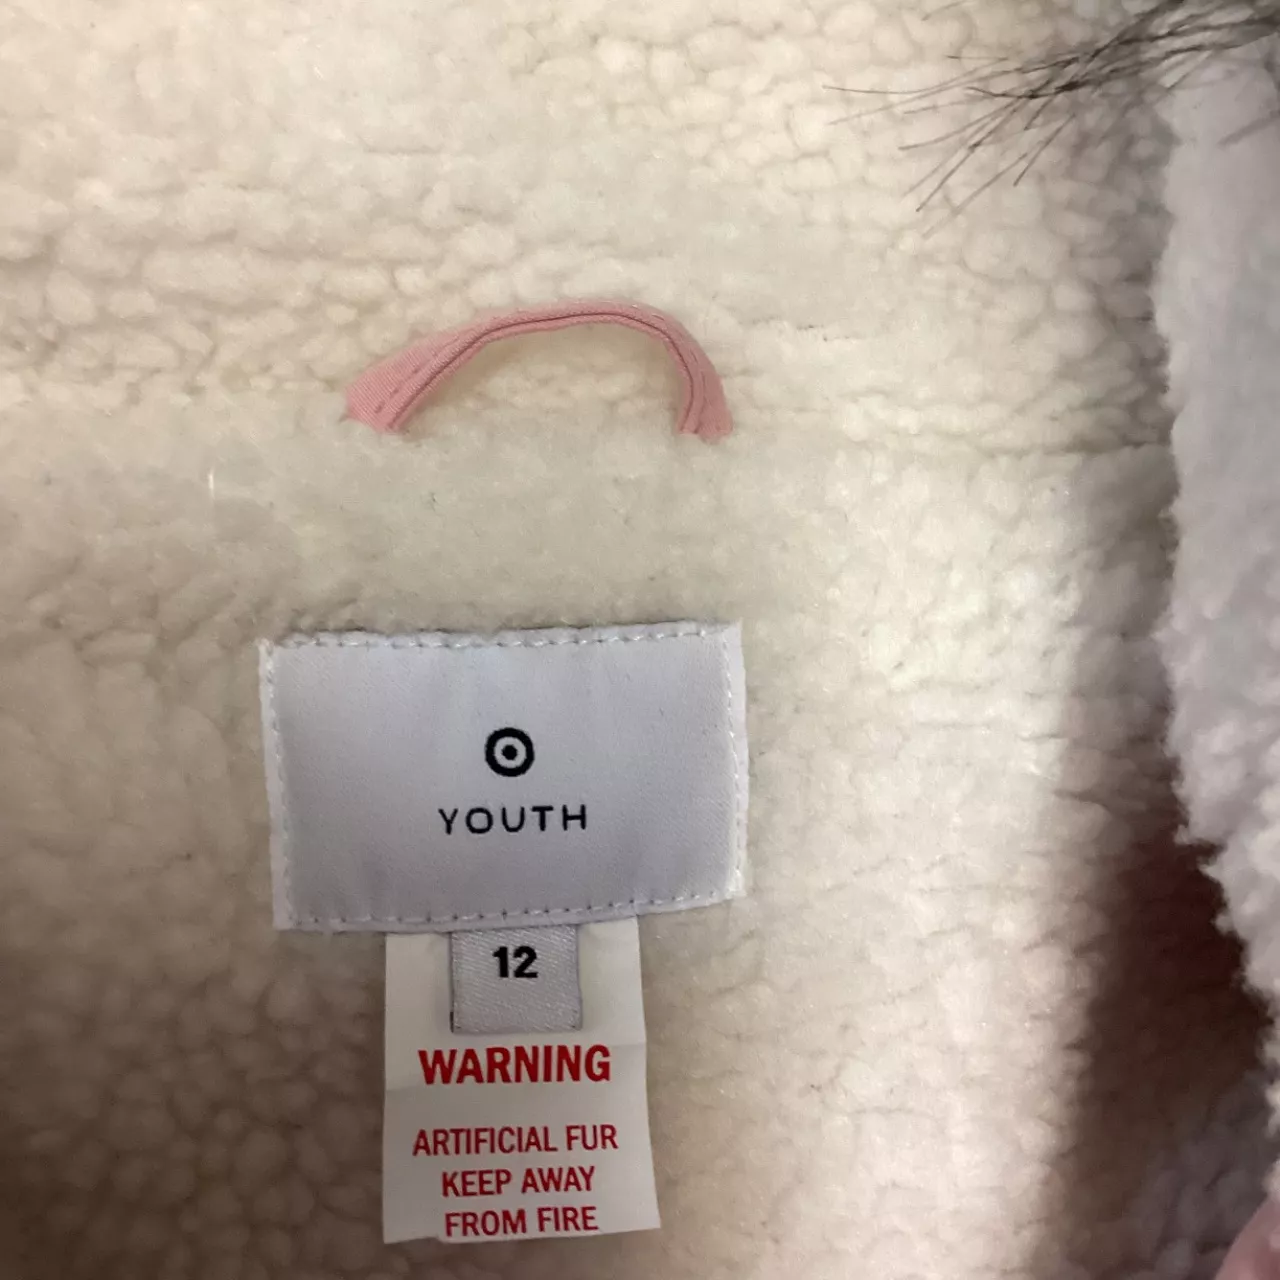 YOUTH
12
WARNING
ARTIFICIAL FUR
KEEP AWAY
FROM FIRE